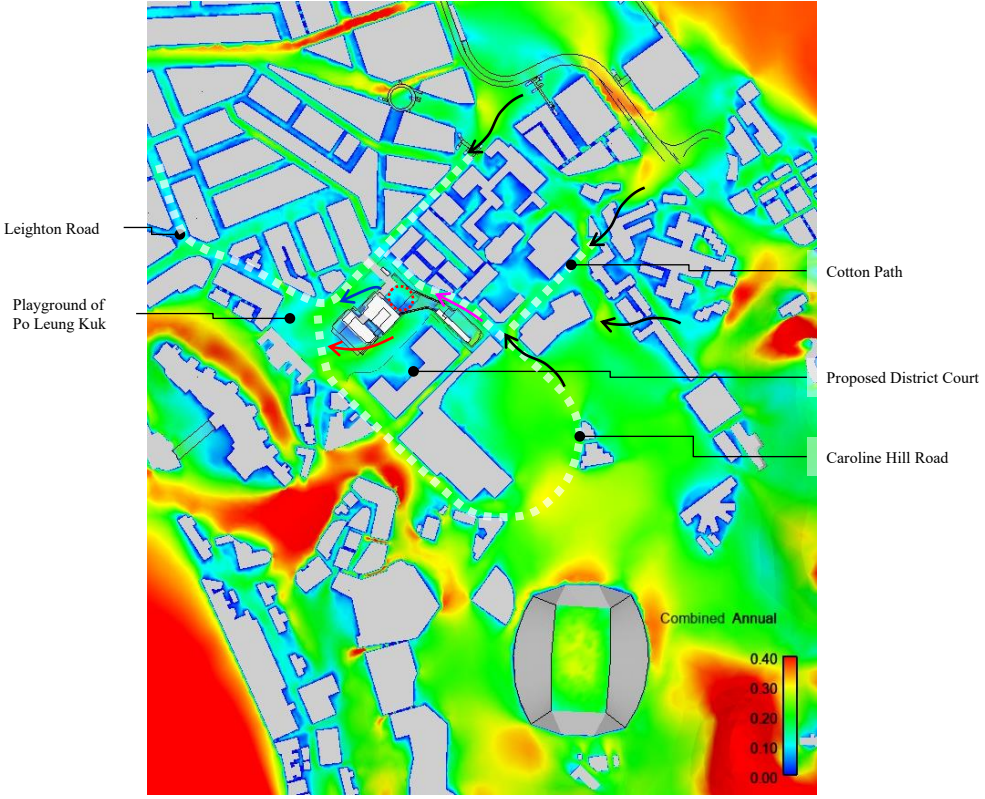 Leighton Road
Playground of
Po Leung Kuk
Cotton Path
Proposed District Court
Caroline Hill Road
Combined Annual
0.40
0.30
0.20
0.10
0.00